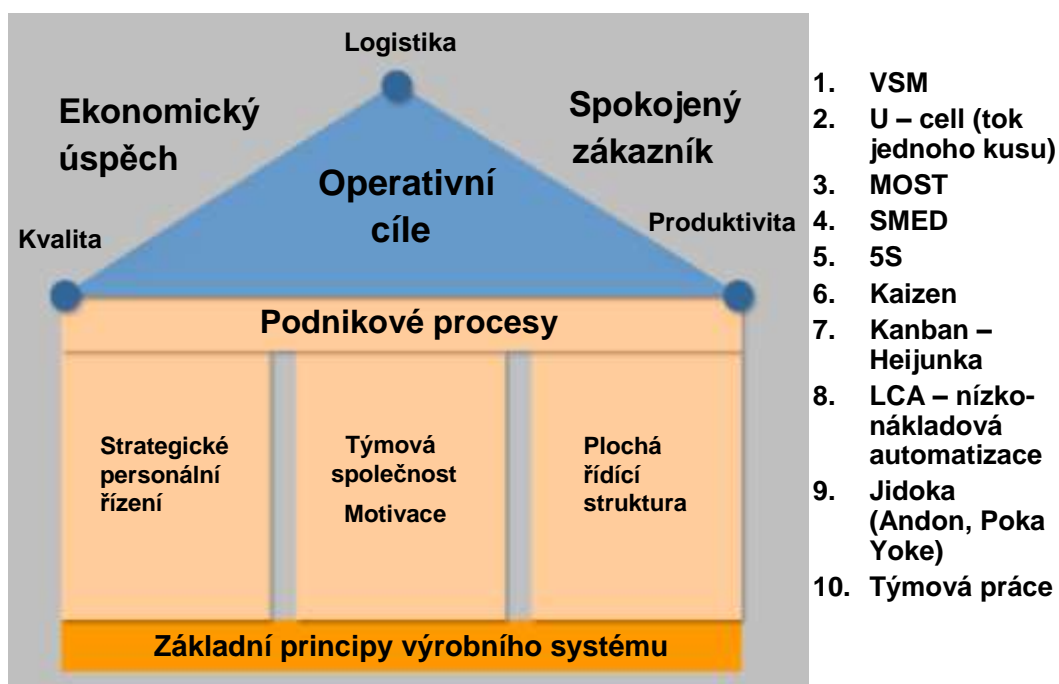 Logistika
Ekonomický
úspěch
Spokojený
zákazník
Operativní
cíle
Kvalita
Produktivita
Podnikové procesy
Strategické
personální
řízení
Týmová
společnost
Motivace
Plochá
řídící
struktura
Základní principy výrobního systému
1. VSM
2. U – cell (tok
jednoho kusu)
3. MOST
4. SMED
5. 5S
6. Kaizen
7. Kanban –
Heijunka
8. LCA – nízko-
nákladová
automatizace
9. Jidoka
(Andon, Poka
Yoke)
10. Týmová práce